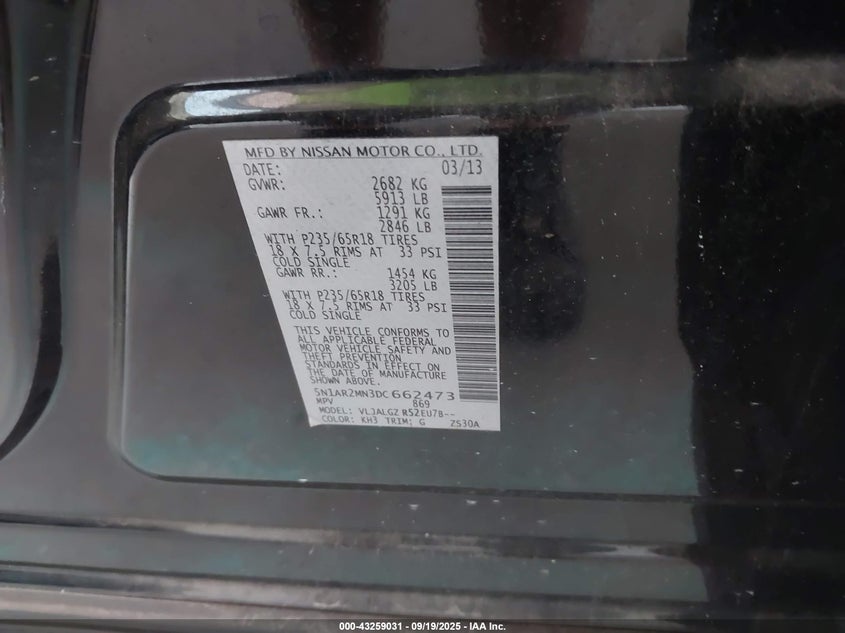 MFD BY NISSAN MOTOR CO., LTD.
DATE: 03/13
GVWR: 2682 KG
5913 LB
GAWR FR.: 1291 KG
2846 LB
WITH P235/65R18 TIRES
18 X 7.5 RIMS AT 33 PSI
COLD SINGLE
GAWR RR.: 1454 KG
3205 LB
WITH P235/65R18 TIRES
18 X 7.5 RIMS AT 33 PSI
COLD SINGLE
THIS VEHICLE CONFORMS TO
ALL APPLICABLE FEDERAL
MOTOR VEHICLE SAFETY AND
THEFT PREVENTION
STANDARDS IN EFFECT ON
THE DATE OF MANUFACTURE
SHOWN ABOVE.
5N1AR2MN3DC662473
MPV 869
MODEL: VLJALGZ R52EU7B--
COLOR: KH3 TRIM: G Z530A
000-43259031 - 09/19/2025 - IAA Inc.